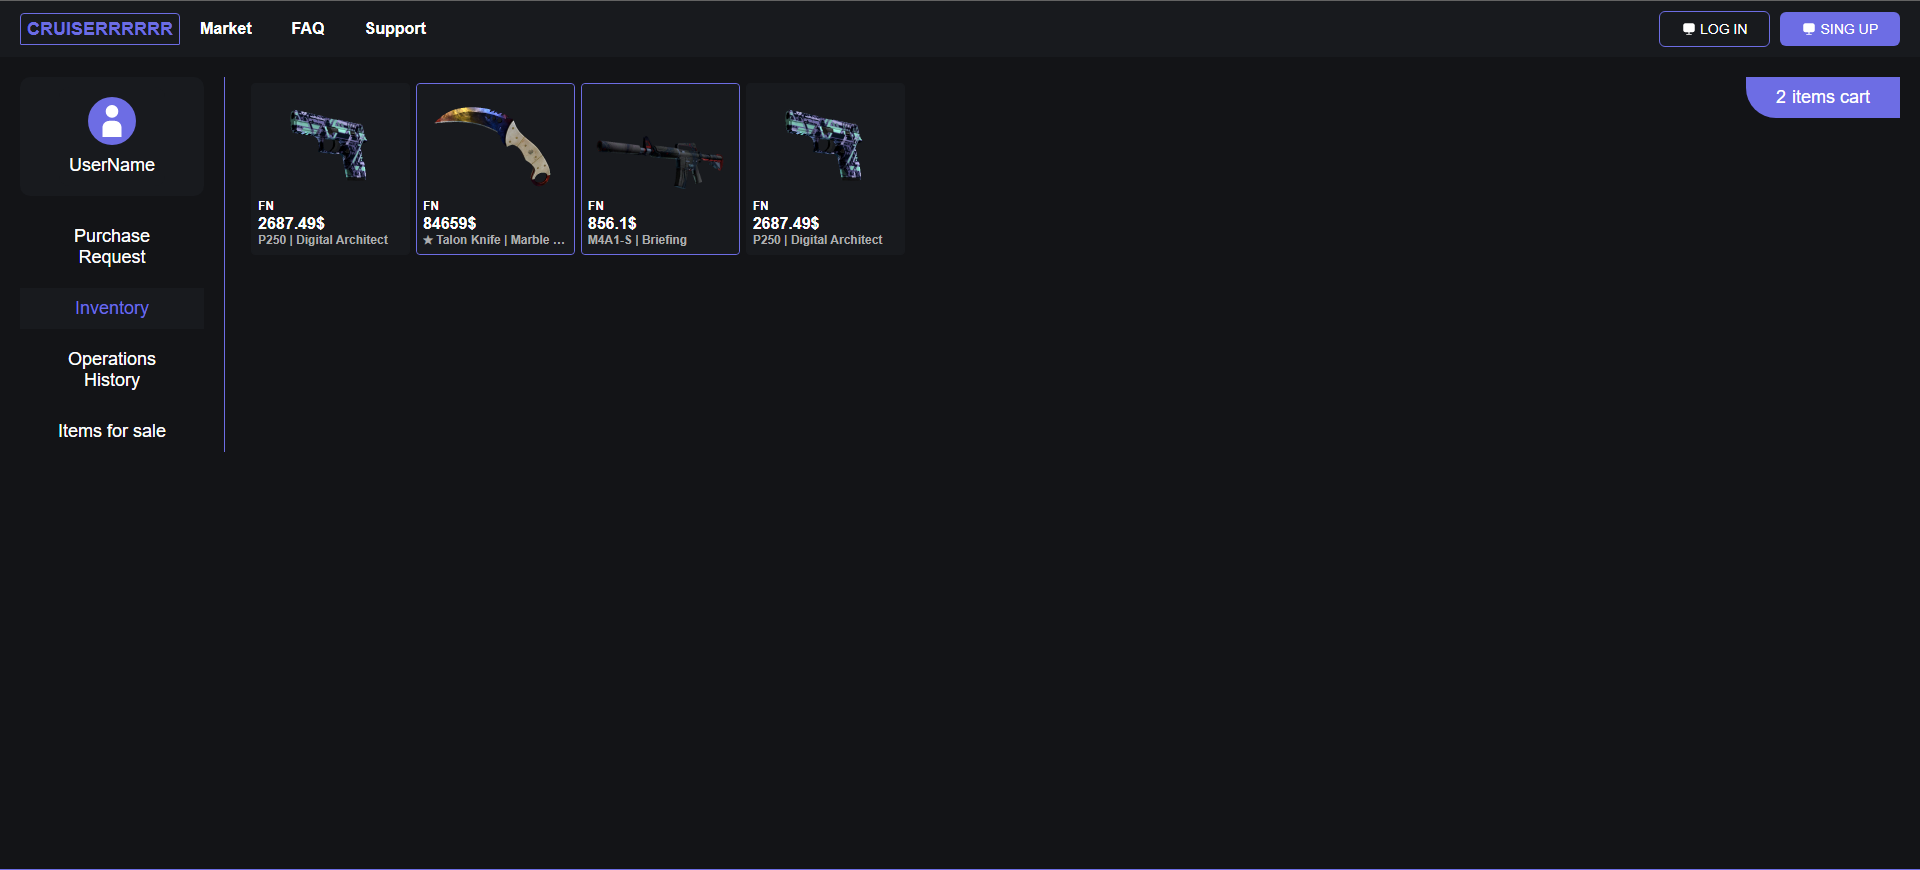 CRUISERRRRRR
Market
FAQ
Support
LOG IN
SING UP
UserName
Purchase
Request
Inventory
Operations
History
Items for sale
FN
2687.49$
P250 | Digital Architect
FN
84659$
★ Talon Knife | Marble ...
FN
856.1$
M4A1-S | Briefing
FN
2687.49$
P250 | Digital Architect
2 items cart